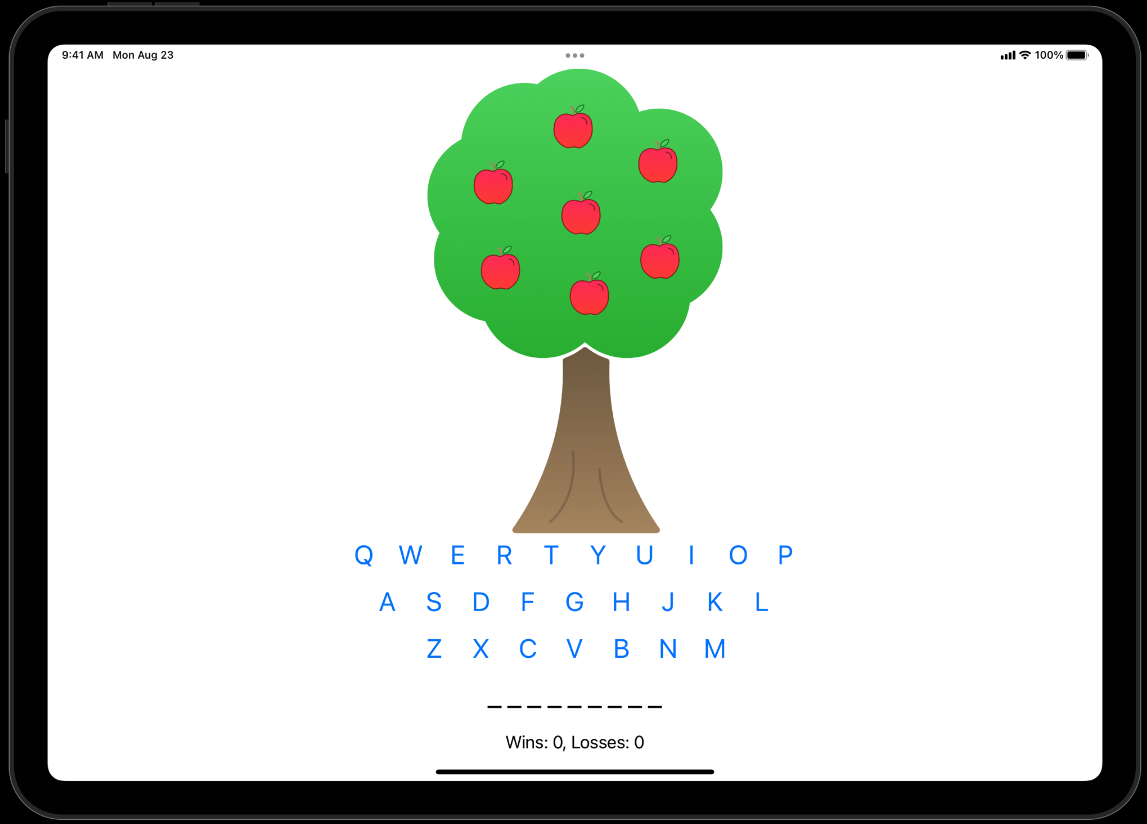 9:41 AM Mon Aug 23
100%
Q W E R T Y U I O P
A S D F G H J K L
Z X C V B N M
_ _ _ _ _ _ _ _ _
Wins: 0, Losses: 0